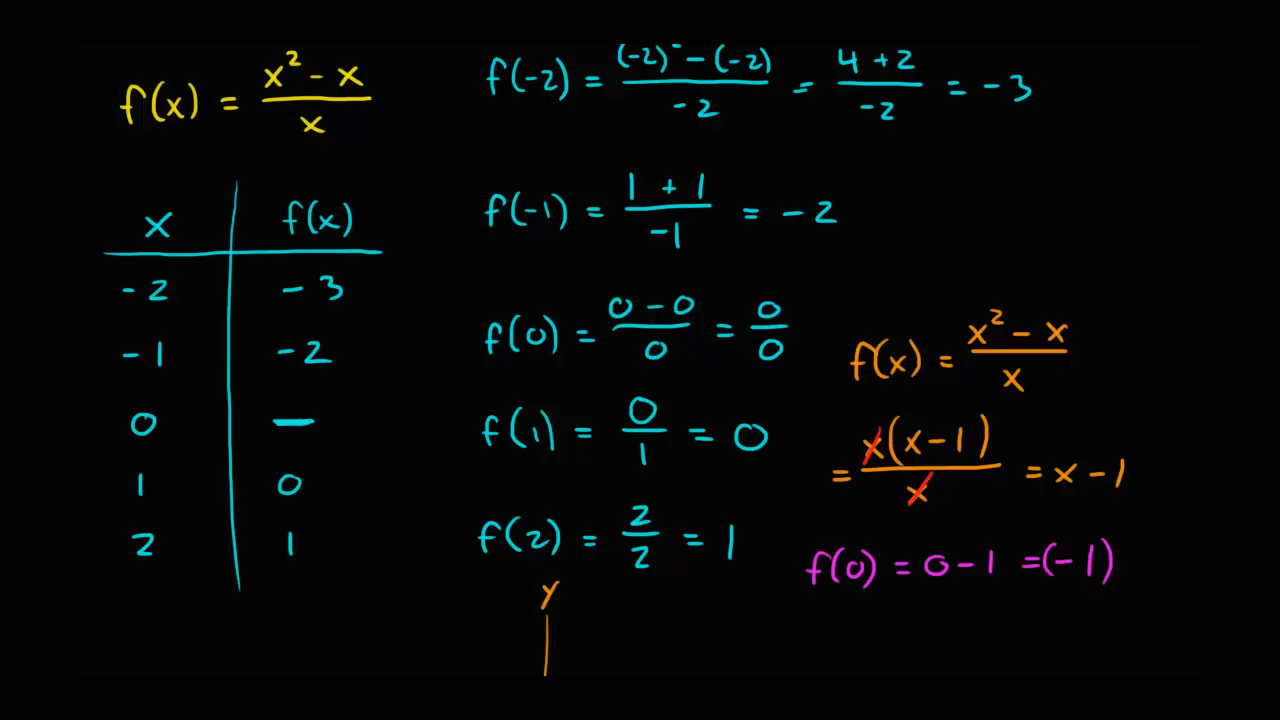 f(x) = (x² - x)/x
x | f(x)
-2 | -3
-1 | -2
0 | —
1 | 0
2 | 1
f(-2) = ((-2)² - (-2))/-2 = (4 + 2)/-2 = -3
f(-1) = (1 + 1)/-1 = -2
f(0) = (0 - 0)/0 = 0/0
f(1) = 0/1 = 0
f(2) = 2/2 = 1
f(x) = (x² - x)/x
= x(x - 1)/x = x - 1
f(0) = 0 - 1 = (-1)
y